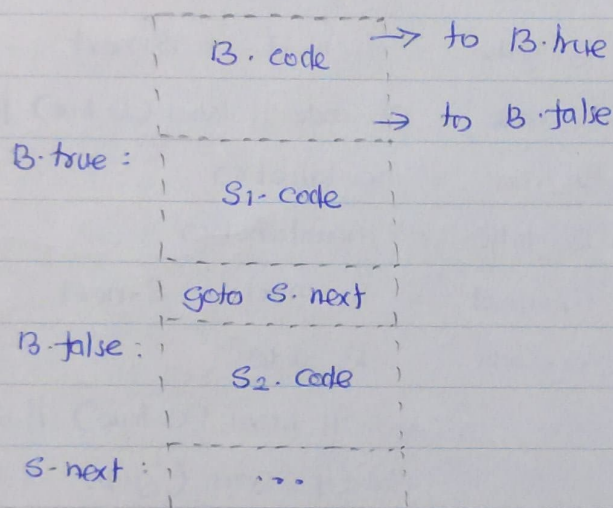 B. code → to B.true
→ to B.false
B.true :
S1. code
goto S. next
B.false :
S2. code
S-next : ...